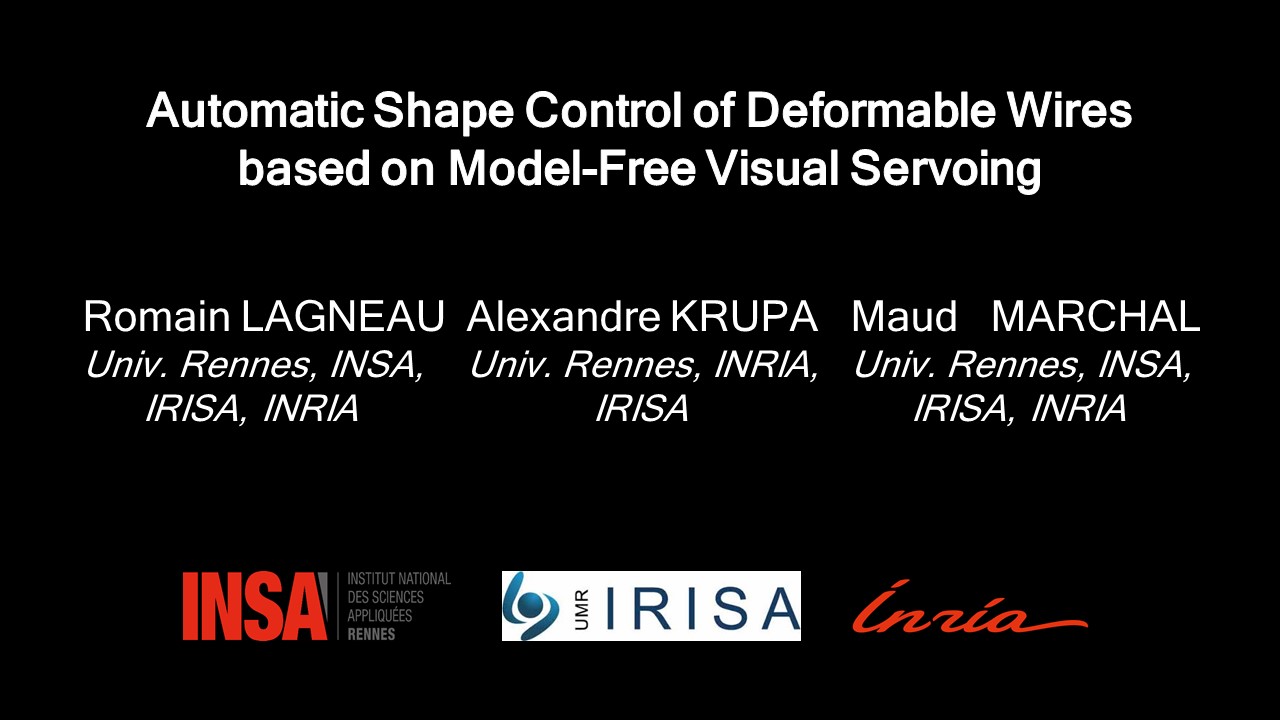 Automatic Shape Control of Deformable Wires
based on Model-Free Visual Servoing
Romain LAGNEAU
Univ. Rennes, INSA,
IRISA, INRIA
Alexandre KRUPA
Univ. Rennes, INRIA,
IRISA
Maud MARCHAL
Univ. Rennes, INSA,
IRISA, INRIA
INSA
INSTITUT NATIONAL
DES SCIENCES
APPLIQUÉES
RENNES
UMR
IRISA
Inria